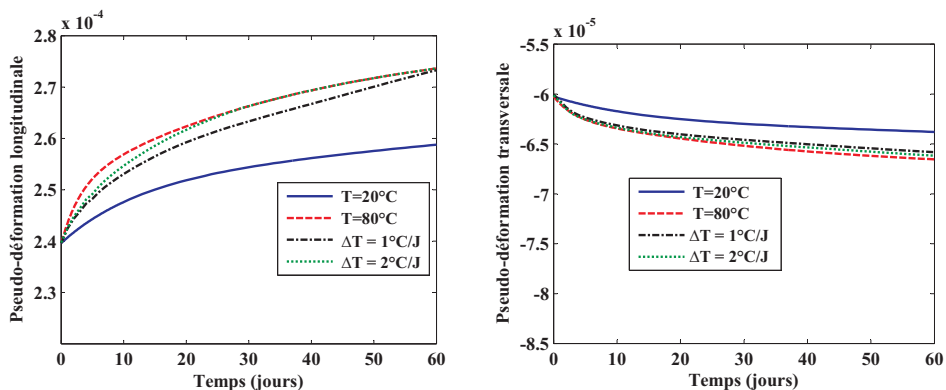 x 10⁻⁴
2.8
2.7
2.6
2.5
2.4
2.3
0 10 20 30 40 50 60
Temps (jours)
Pseudo-déformation longitudinale
T=20°C
T=80°C
ΔT = 1°C/J
ΔT = 2°C/J
x 10⁻⁵
-5.5
-6
-6.5
-7
-7.5
-8
-8.5
0 10 20 30 40 50 60
Temps (jours)
Pseudo-déformation transversale
T=20°C
T=80°C
ΔT = 1°C/J
ΔT = 2°C/J